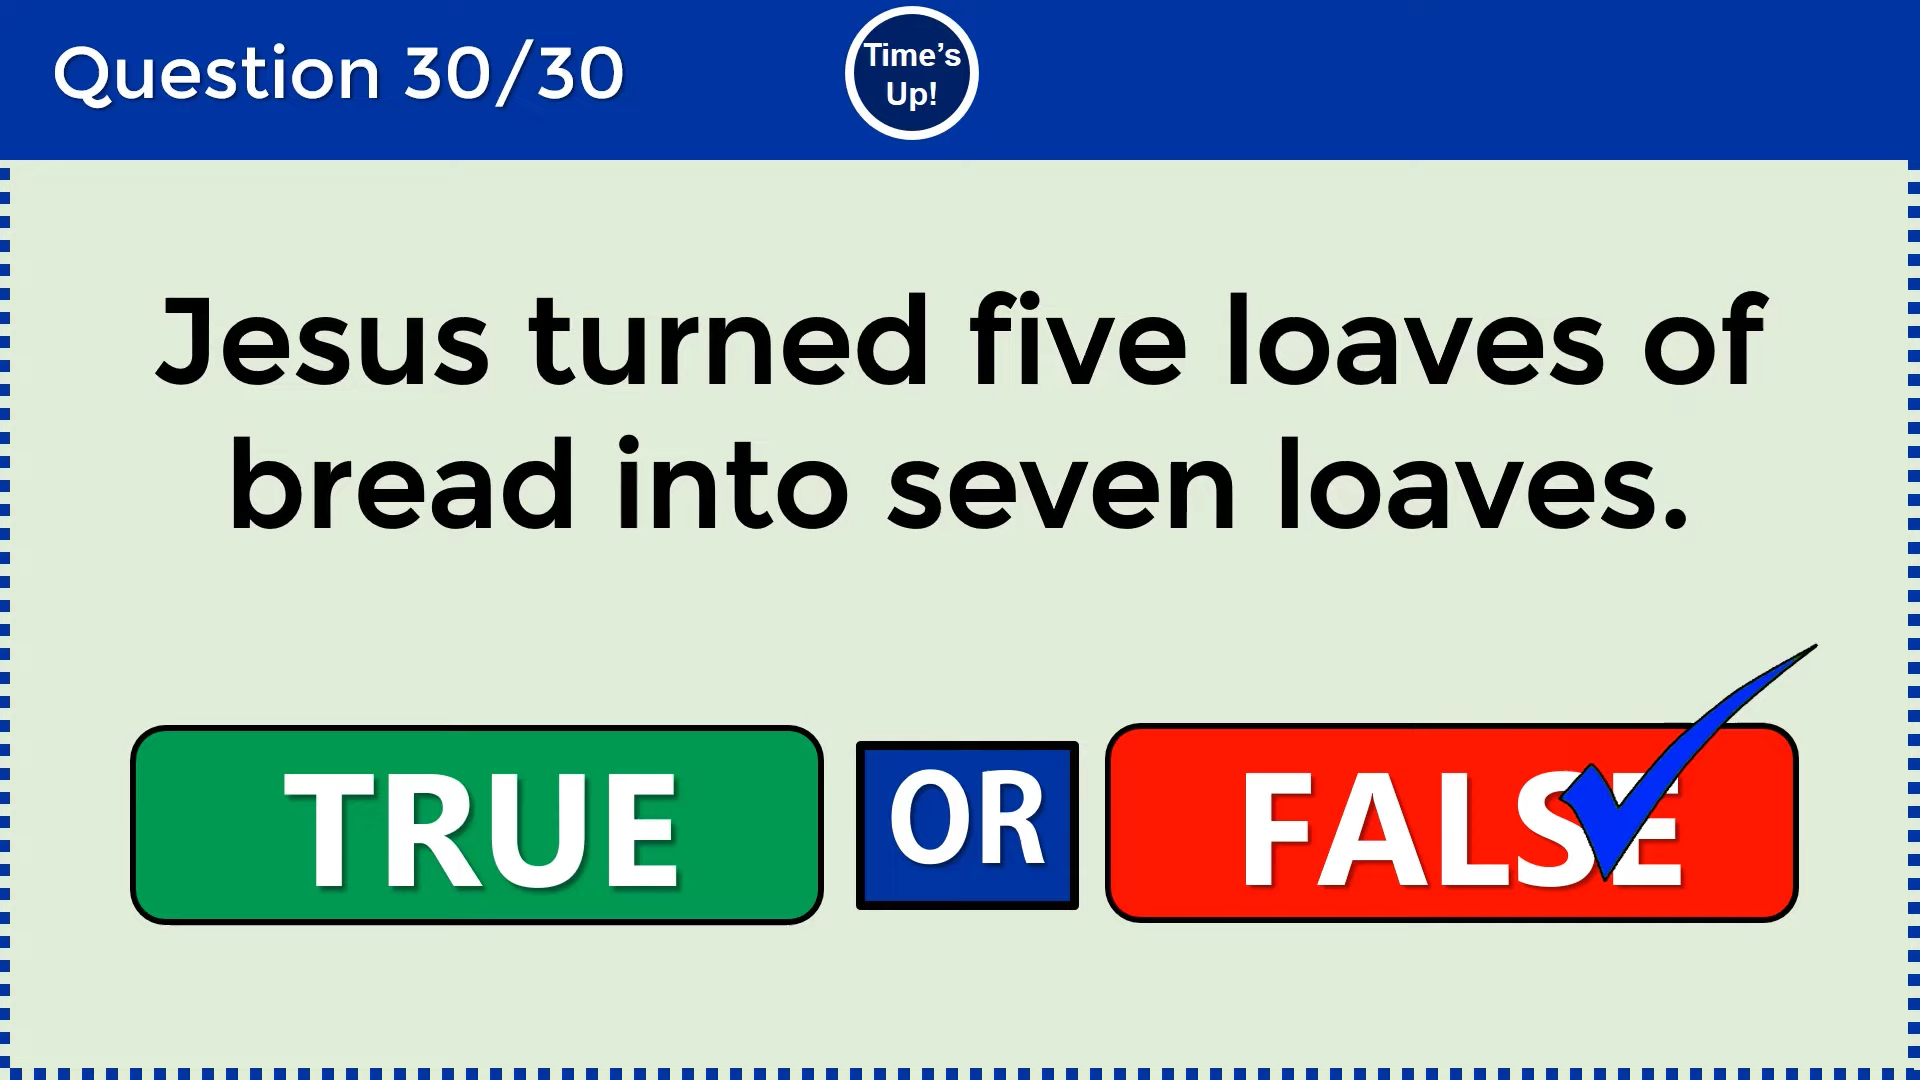 Question 30/30
Time's
Up!
Jesus turned five loaves of
bread into seven loaves.
TRUE
OR
FALSE